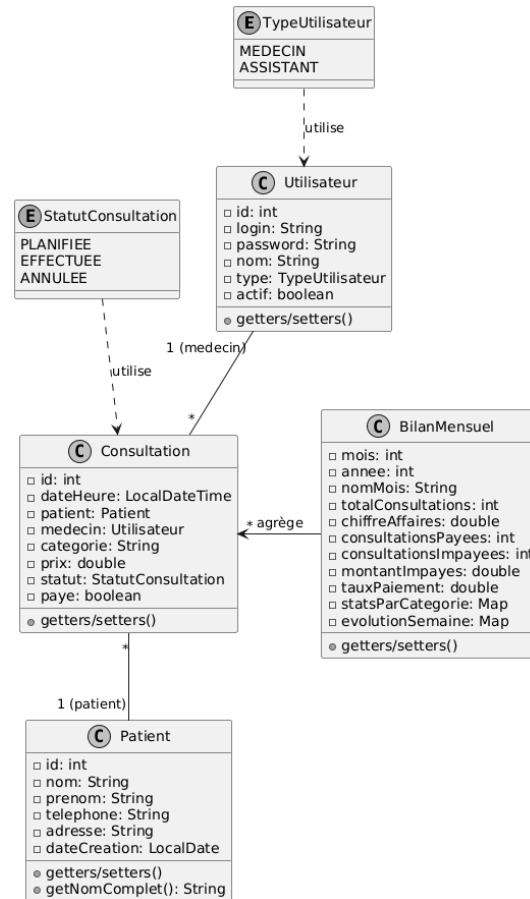 E TypeUtilisateur
MEDECIN
ASSISTANT
utilise
C Utilisateur
id: int
login: String
password: String
nom: String
type: TypeUtilisateur
actif: boolean
getters/setters()
E StatutConsultation
PLANIFIEE
EFFECTUEE
ANNULEE
utilise
1 (medecin)
*
C Consultation
id: int
dateHeure: LocalDateTime
patient: Patient
medecin: Utilisateur
categorie: String
prix: double
statut: StatutConsultation
paye: boolean
getters/setters()
* agrège
C BilanMensuel
mois: int
annee: int
nomMois: String
totalConsultations: int
chiffreAffaires: double
consultationsPayees: int
consultationsImpayees: int
montantImpayes: double
tauxPaiement: double
statsParCategorie: Map
evolutionSemaine: Map
getters/setters()
*
1 (patient)
C Patient
id: int
nom: String
prenom: String
telephone: String
adresse: String
dateCreation: LocalDate
getters/setters()
getNomComplet(): String